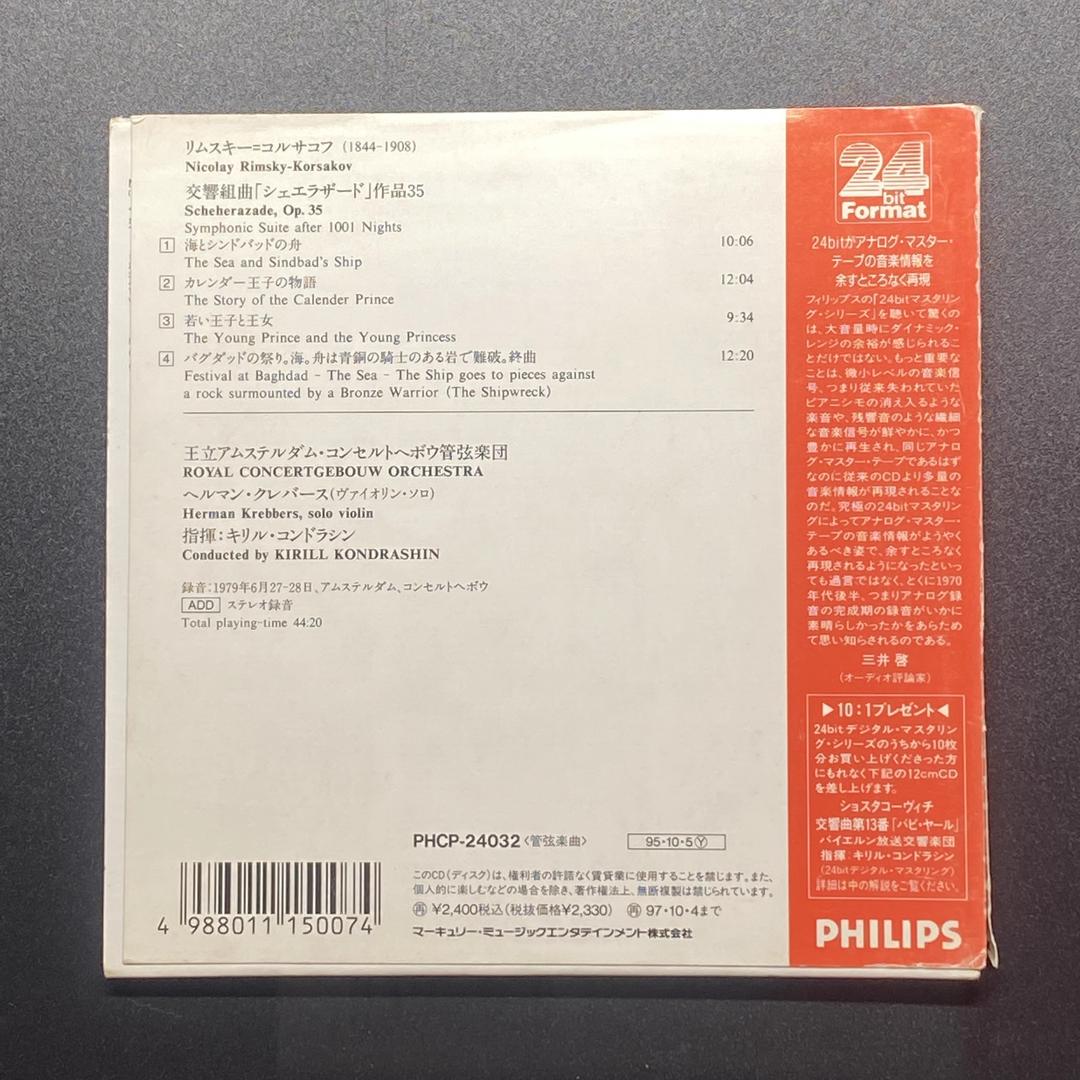 リムスキー=コルサコフ (1844-1908)
Nicolay Rimsky-Korsakov
交響組曲「シェエラザード」作品35
Scheherazade, Op. 35
Symphonic Suite after 1001 Nights
1 海とシンドバッドの舟 10:06
The Sea and Sindbad's Ship
2 カレンダー王子の物語 12:04
The Story of the Calender Prince
3 若い王子と王女 9:34
The Young Prince and the Young Princess
4 バグダッドの祭り。海。舟は青銅の騎士のある岩で難破。終曲 12:20
Festival at Baghdad - The Sea - The Ship goes to pieces against
a rock surmounted by a Bronze Warrior (The Shipwreck)
王立アムステルダム・コンセルトヘボウ管弦楽団
ROYAL CONCERTGEBOUW ORCHESTRA
ヘルマン・クレバース(ヴァイオリン・ソロ)
Herman Krebbers, solo violin
指揮:キリル・コンドラシン
Conducted by KIRILL KONDRASHIN
録音:1979年6月27-28日、アムステルダム、コンセルトヘボウ
ADD ステレオ録音
Total playing-time 44:20
PHCP-24032〈管弦楽曲〉 95・10・5Ⓨ
このCD(ディスク)は、権利者の許諾なく賃貸業に使用することを禁じます。また、
個人的に楽しむなどの場合を除き、著作権法上、無断複製は禁じられています。
㊢¥2,400税込(税抜価格¥2,330) ㊢97・10・4まで
マーキュリー・ミュージックエンタテインメント株式会社
4 988011 150074
24
bit
Format
24bitがアナログ・マスター・
テープの音楽情報を
余すところなく再現
フィリップスの「24bitマスタリン
グ・シリーズ」を聴いて驚くの
は、大音量時にダイナミック・
レンジの余裕が感じられるこ
とだけではない。もっと重要な
ことは、微小レベルの音楽信
号、つまり従来失われていた
ピアニシモの消え入るような
楽音や、残響音のような繊細
な音楽信号が鮮やかに、かつ
豊かに再生され、同じアナロ
グ・マスター・テープであるはず
なのに従来のCDより多量の
音楽情報が再現されることな
のだ。究極の24bitマスタリン
グによってアナログ・マスター・
テープの音楽情報がようやく
あるべき姿で、余すところなく
再現されるようになったといっ
ても過言ではなく、とくに1970
年代後半、つまりアナログ録
音の完成期の録音がいかに
素晴らしかったかをあらため
て思い知らされるのである。
三井 啓
(オーディオ評論家)
▶10:1プレゼント◀
24bitデジタル・マスタリン
グ・シリーズのうちから10枚
分お買い上げくださった方
にもれなく下記の12cmCD
を差し上げます。
ショスタコーヴィチ
交響曲第13番「バビ・ヤール」
バイエルン放送交響楽団
指揮:キリル・コンドラシン
(24bitデジタル・マスタリング)
詳細は中の解説をご覧ください。
PHILIPS